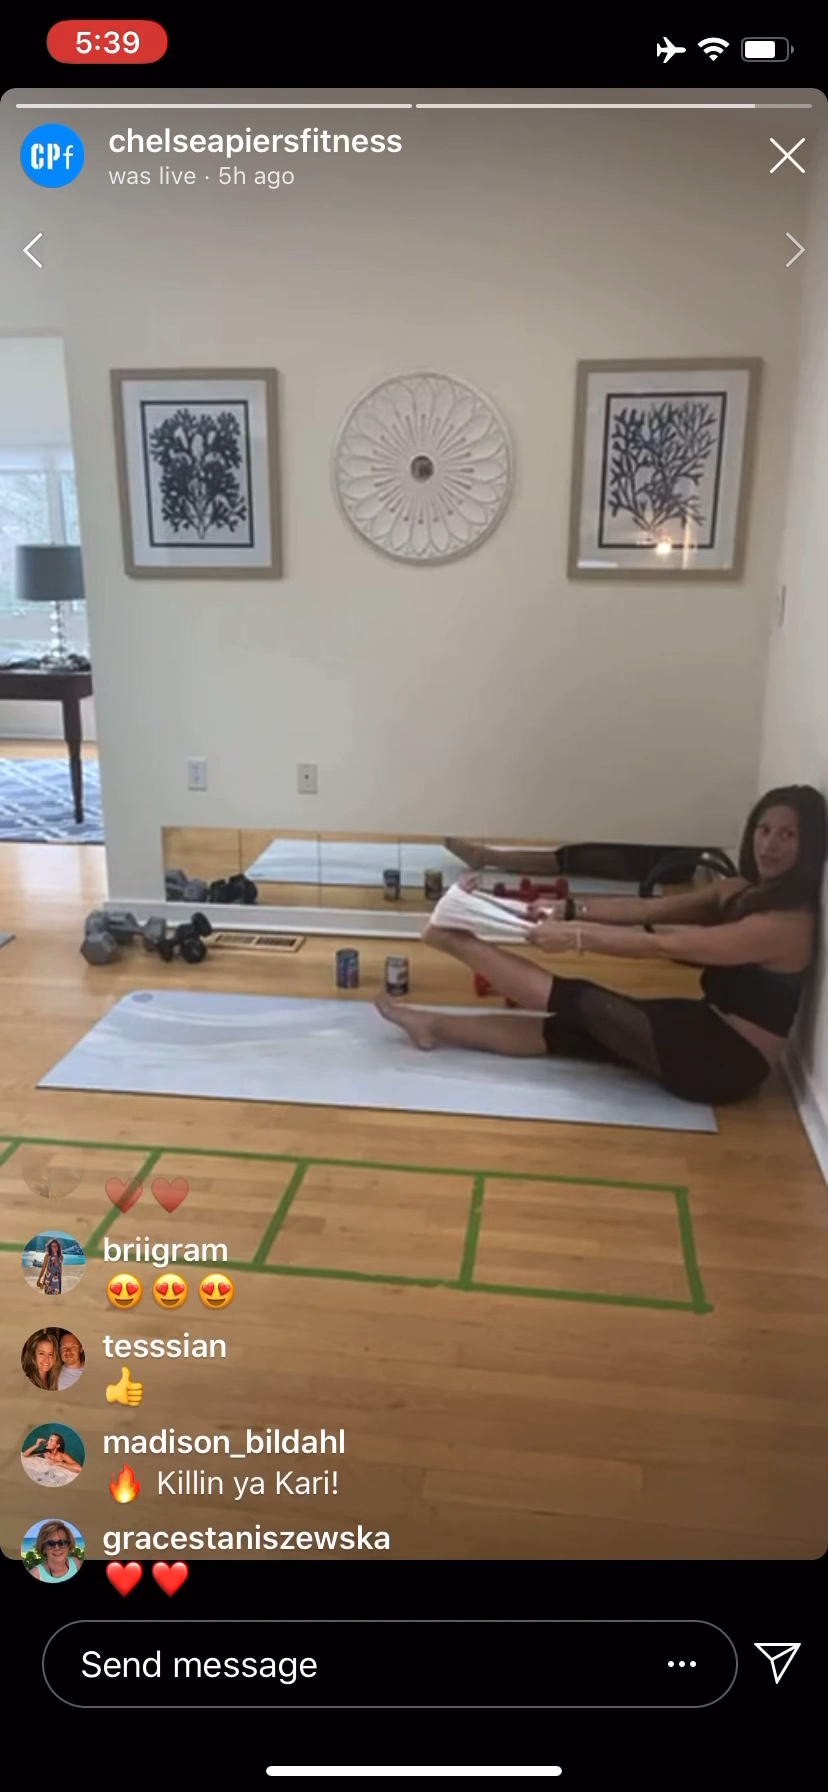 5:39
CPf
chelseapiersfitness
was live · 5h ago
❤️❤️
briigram
😍😍😍
tesssian
👍
madison_bildahl
🔥 Killin ya Kari!
gracestaniszewska
❤️❤️
Send message